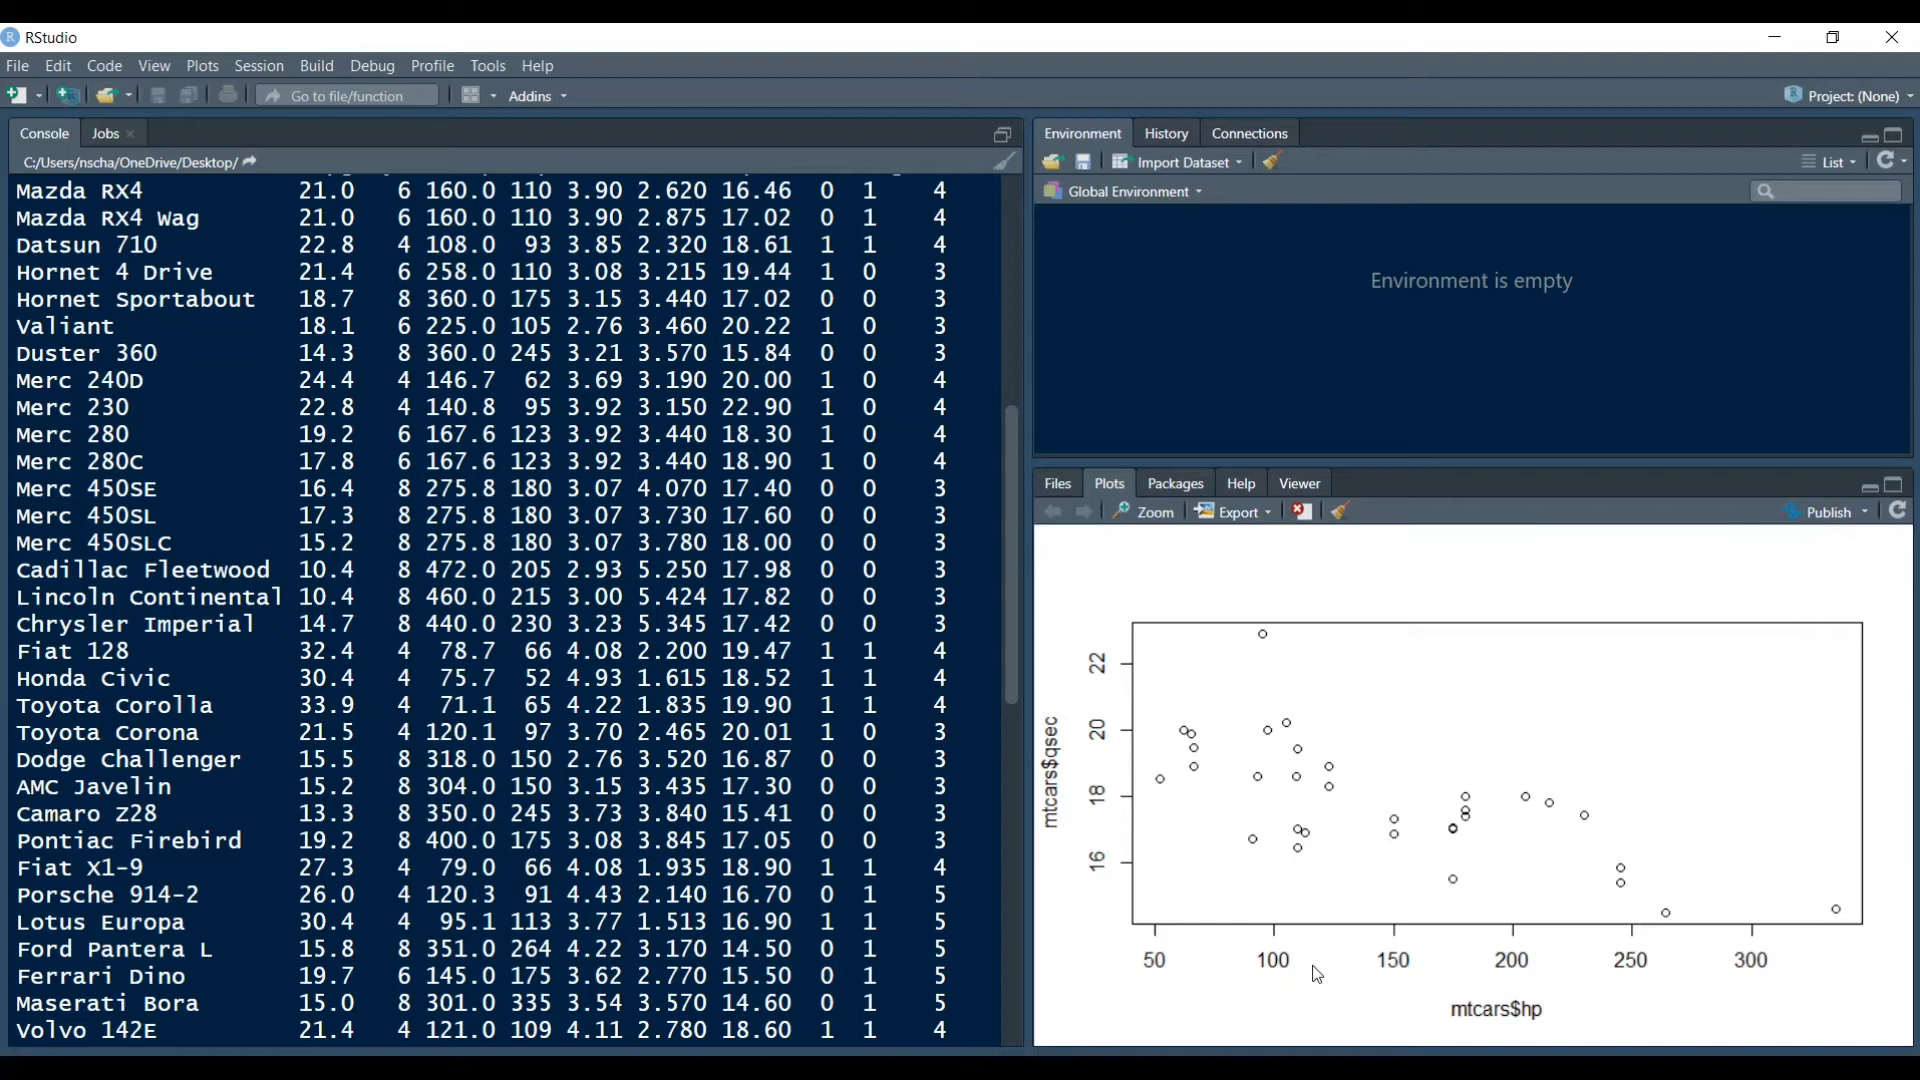 RStudio
File Edit Code View Plots Session Build Debug Profile Tools Help
Go to file/function Addins Project: (None)
Console Jobs
C:/Users/nscha/OneDrive/Desktop/
Mazda RX4 21.0 6 160.0 110 3.90 2.620 16.46 0 1 4
Mazda RX4 Wag 21.0 6 160.0 110 3.90 2.875 17.02 0 1 4
Datsun 710 22.8 4 108.0 93 3.85 2.320 18.61 1 1 4
Hornet 4 Drive 21.4 6 258.0 110 3.08 3.215 19.44 1 0 3
Hornet Sportabout 18.7 8 360.0 175 3.15 3.440 17.02 0 0 3
Valiant 18.1 6 225.0 105 2.76 3.460 20.22 1 0 3
Duster 360 14.3 8 360.0 245 3.21 3.570 15.84 0 0 3
Merc 240D 24.4 4 146.7 62 3.69 3.190 20.00 1 0 4
Merc 230 22.8 4 140.8 95 3.92 3.150 22.90 1 0 4
Merc 280 19.2 6 167.6 123 3.92 3.440 18.30 1 0 4
Merc 280C 17.8 6 167.6 123 3.92 3.440 18.90 1 0 4
Merc 450SE 16.4 8 275.8 180 3.07 4.070 17.40 0 0 3
Merc 450SL 17.3 8 275.8 180 3.07 3.730 17.60 0 0 3
Merc 450SLC 15.2 8 275.8 180 3.07 3.780 18.00 0 0 3
Cadillac Fleetwood 10.4 8 472.0 205 2.93 5.250 17.98 0 0 3
Lincoln Continental 10.4 8 460.0 215 3.00 5.424 17.82 0 0 3
Chrysler Imperial 14.7 8 440.0 230 3.23 5.345 17.42 0 0 3
Fiat 128 32.4 4 78.7 66 4.08 2.200 19.47 1 1 4
Honda Civic 30.4 4 75.7 52 4.93 1.615 18.52 1 1 4
Toyota Corolla 33.9 4 71.1 65 4.22 1.835 19.90 1 1 4
Toyota Corona 21.5 4 120.1 97 3.70 2.465 20.01 1 0 3
Dodge Challenger 15.5 8 318.0 150 2.76 3.520 16.87 0 0 3
AMC Javelin 15.2 8 304.0 150 3.15 3.435 17.30 0 0 3
Camaro Z28 13.3 8 350.0 245 3.73 3.840 15.41 0 0 3
Pontiac Firebird 19.2 8 400.0 175 3.08 3.845 17.05 0 0 3
Fiat X1-9 27.3 4 79.0 66 4.08 1.935 18.90 1 1 4
Porsche 914-2 26.0 4 120.3 91 4.43 2.140 16.70 0 1 5
Lotus Europa 30.4 4 95.1 113 3.77 1.513 16.90 1 1 5
Ford Pantera L 15.8 8 351.0 264 4.22 3.170 14.50 0 1 5
Ferrari Dino 19.7 6 145.0 175 3.62 2.770 15.50 0 1 5
Maserati Bora 15.0 8 301.0 335 3.54 3.570 14.60 0 1 5
Volvo 142E 21.4 4 121.0 109 4.11 2.780 18.60 1 1 4
Environment History Connections
Import Dataset List
Global Environment
Environment is empty
Files Plots Packages Help Viewer
Zoom Export Publish
mtcars$qsec
22
20
18
16
50 100 150 200 250 300
mtcars$hp